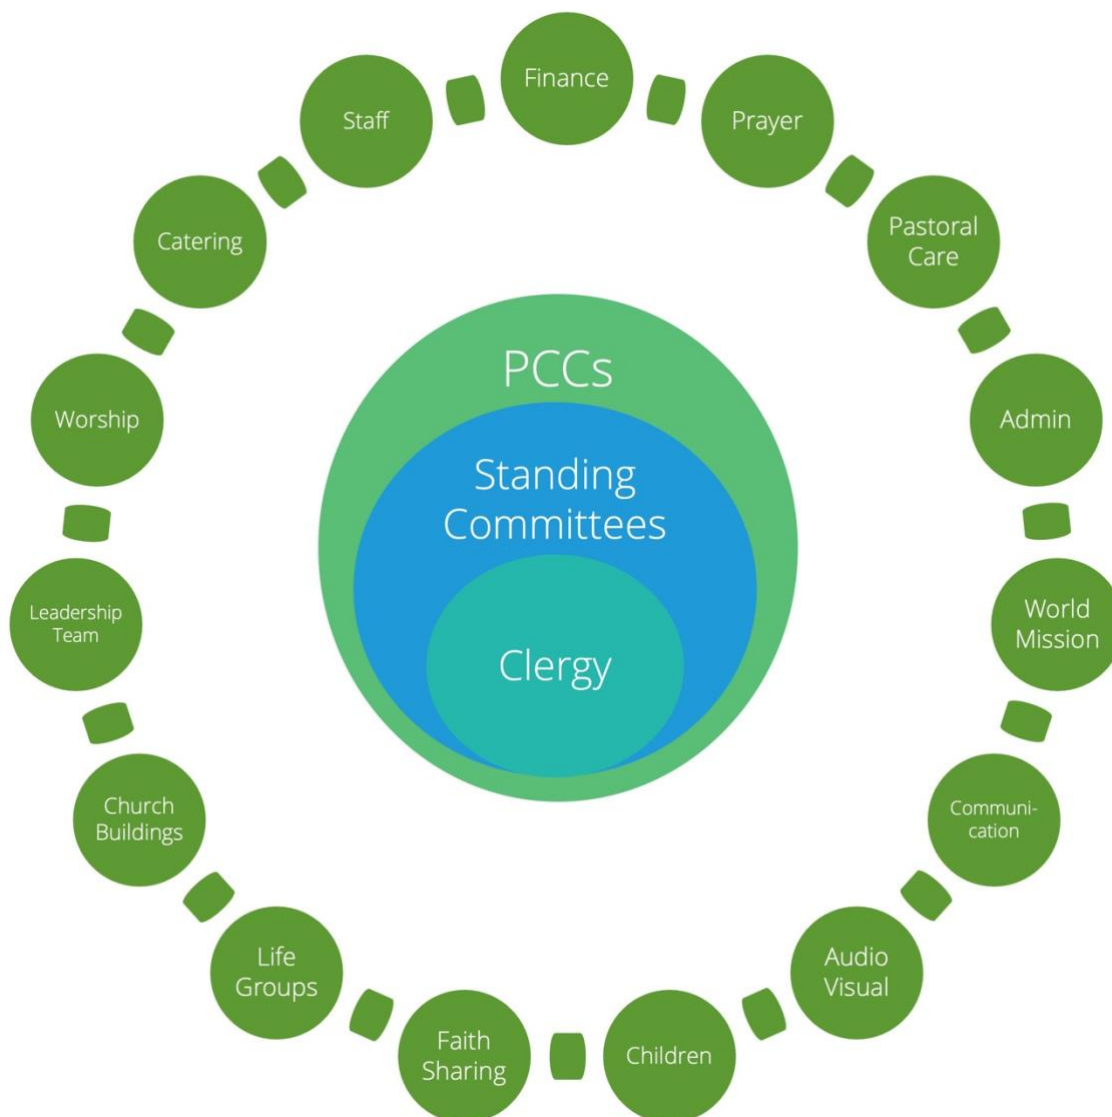 Finance
Staff
Prayer
Catering
Pastoral
Care
PCCs
Worship
Admin
Standing
Committees
Leadership
Team
World
Mission
Clergy
Church
Buildings
Communi-
cation
Life
Groups
Audio
Visual
Faith
Sharing
Children